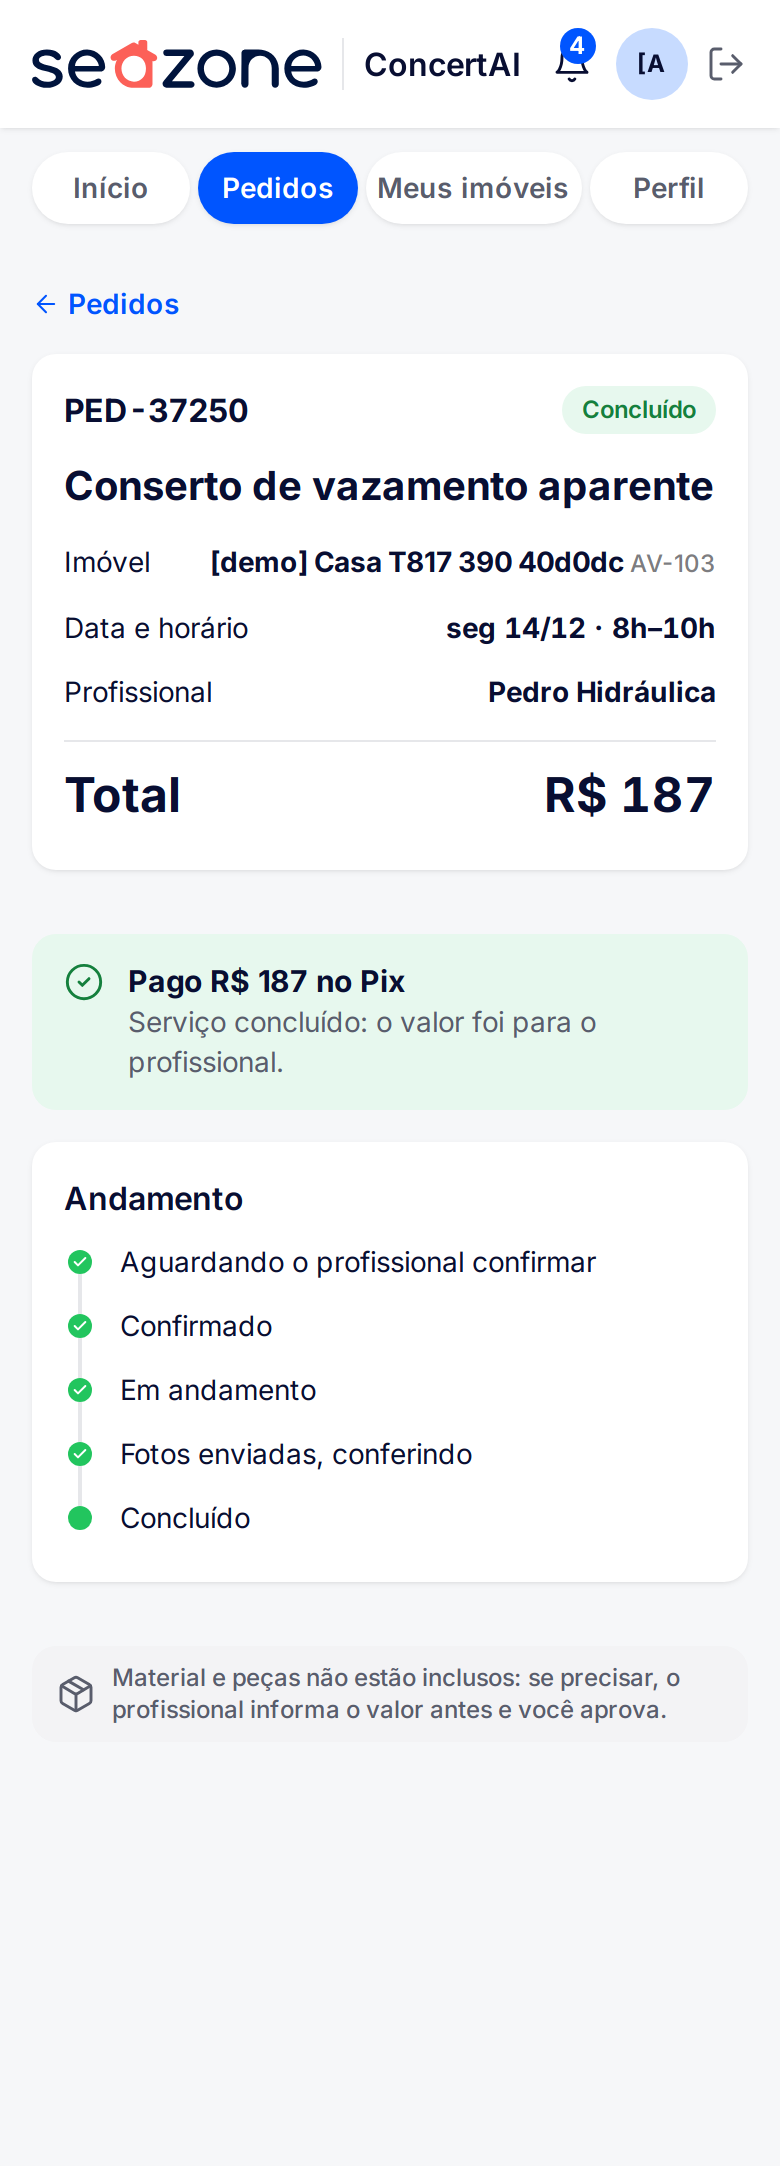 seazone ConcertAI 4 [A
Início Pedidos Meus imóveis Perfil
← Pedidos
PED-37250 Concluído
Conserto de vazamento aparente
Imóvel [demo] Casa T817 390 40d0dc AV-103
Data e horário seg 14/12 · 8h–10h
Profissional Pedro Hidráulica
Total R$ 187
Pago R$ 187 no Pix
Serviço concluído: o valor foi para o
profissional.
Andamento
Aguardando o profissional confirmar
Confirmado
Em andamento
Fotos enviadas, conferindo
Concluído
Material e peças não estão inclusos: se precisar, o
profissional informa o valor antes e você aprova.